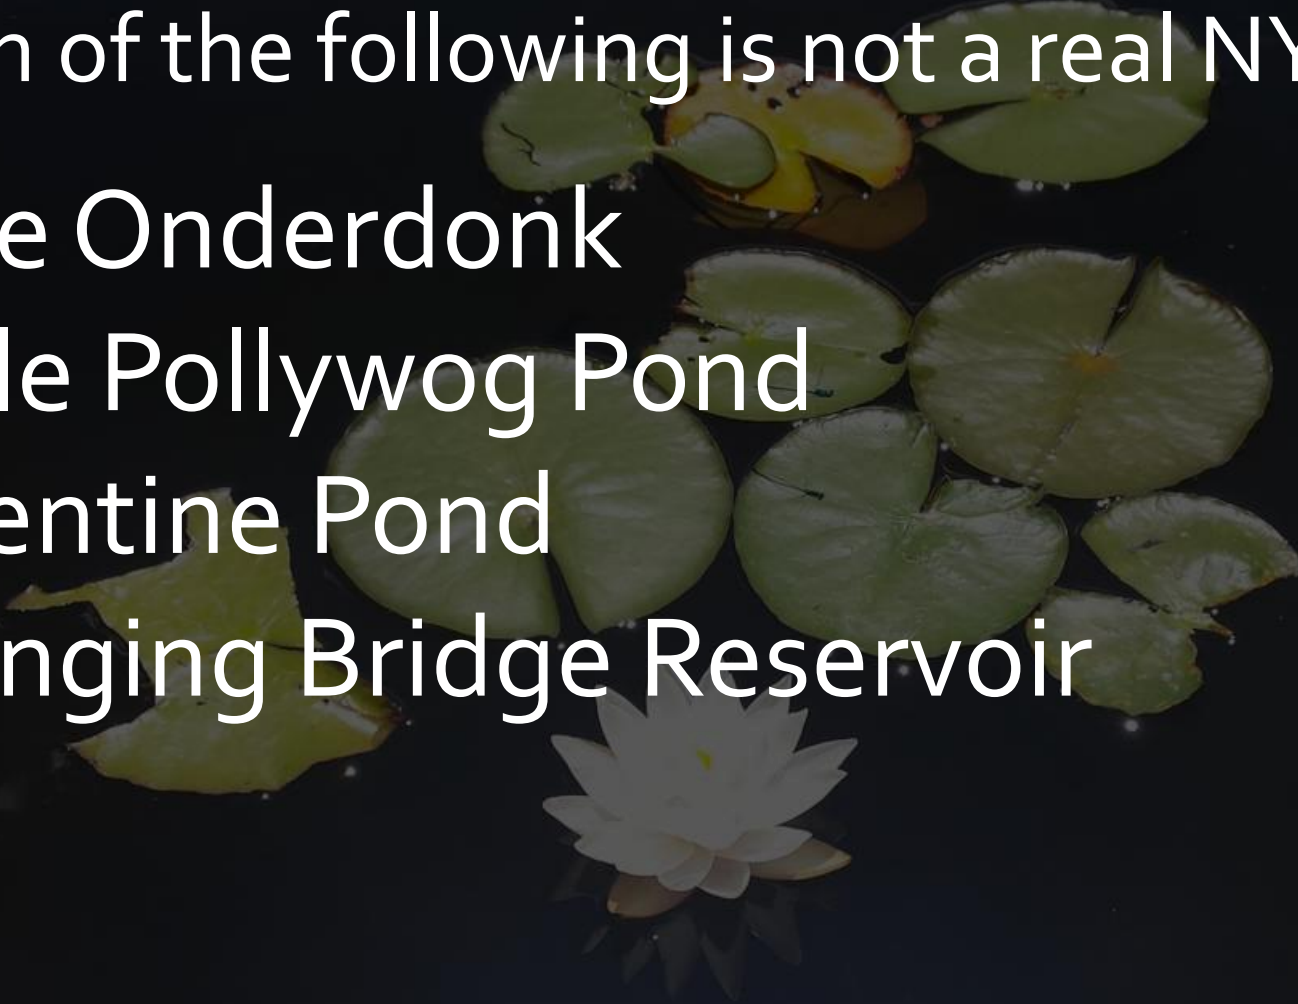 n of the following is not a real NY
e Onderdonk
le Pollywog Pond
entine Pond
nging Bridge Reservoir